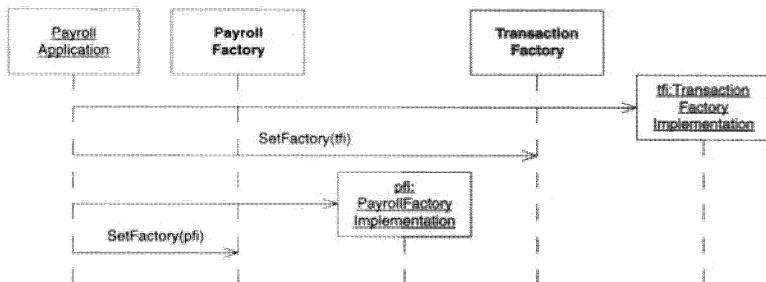 Payroll
Application
Payroll
Factory
Transaction
Factory
tfi:Transaction
Factory
Implementation
SetFactory(tfi)
pfi:
PayrollFactory
Implementation
SetFactory(pfi)